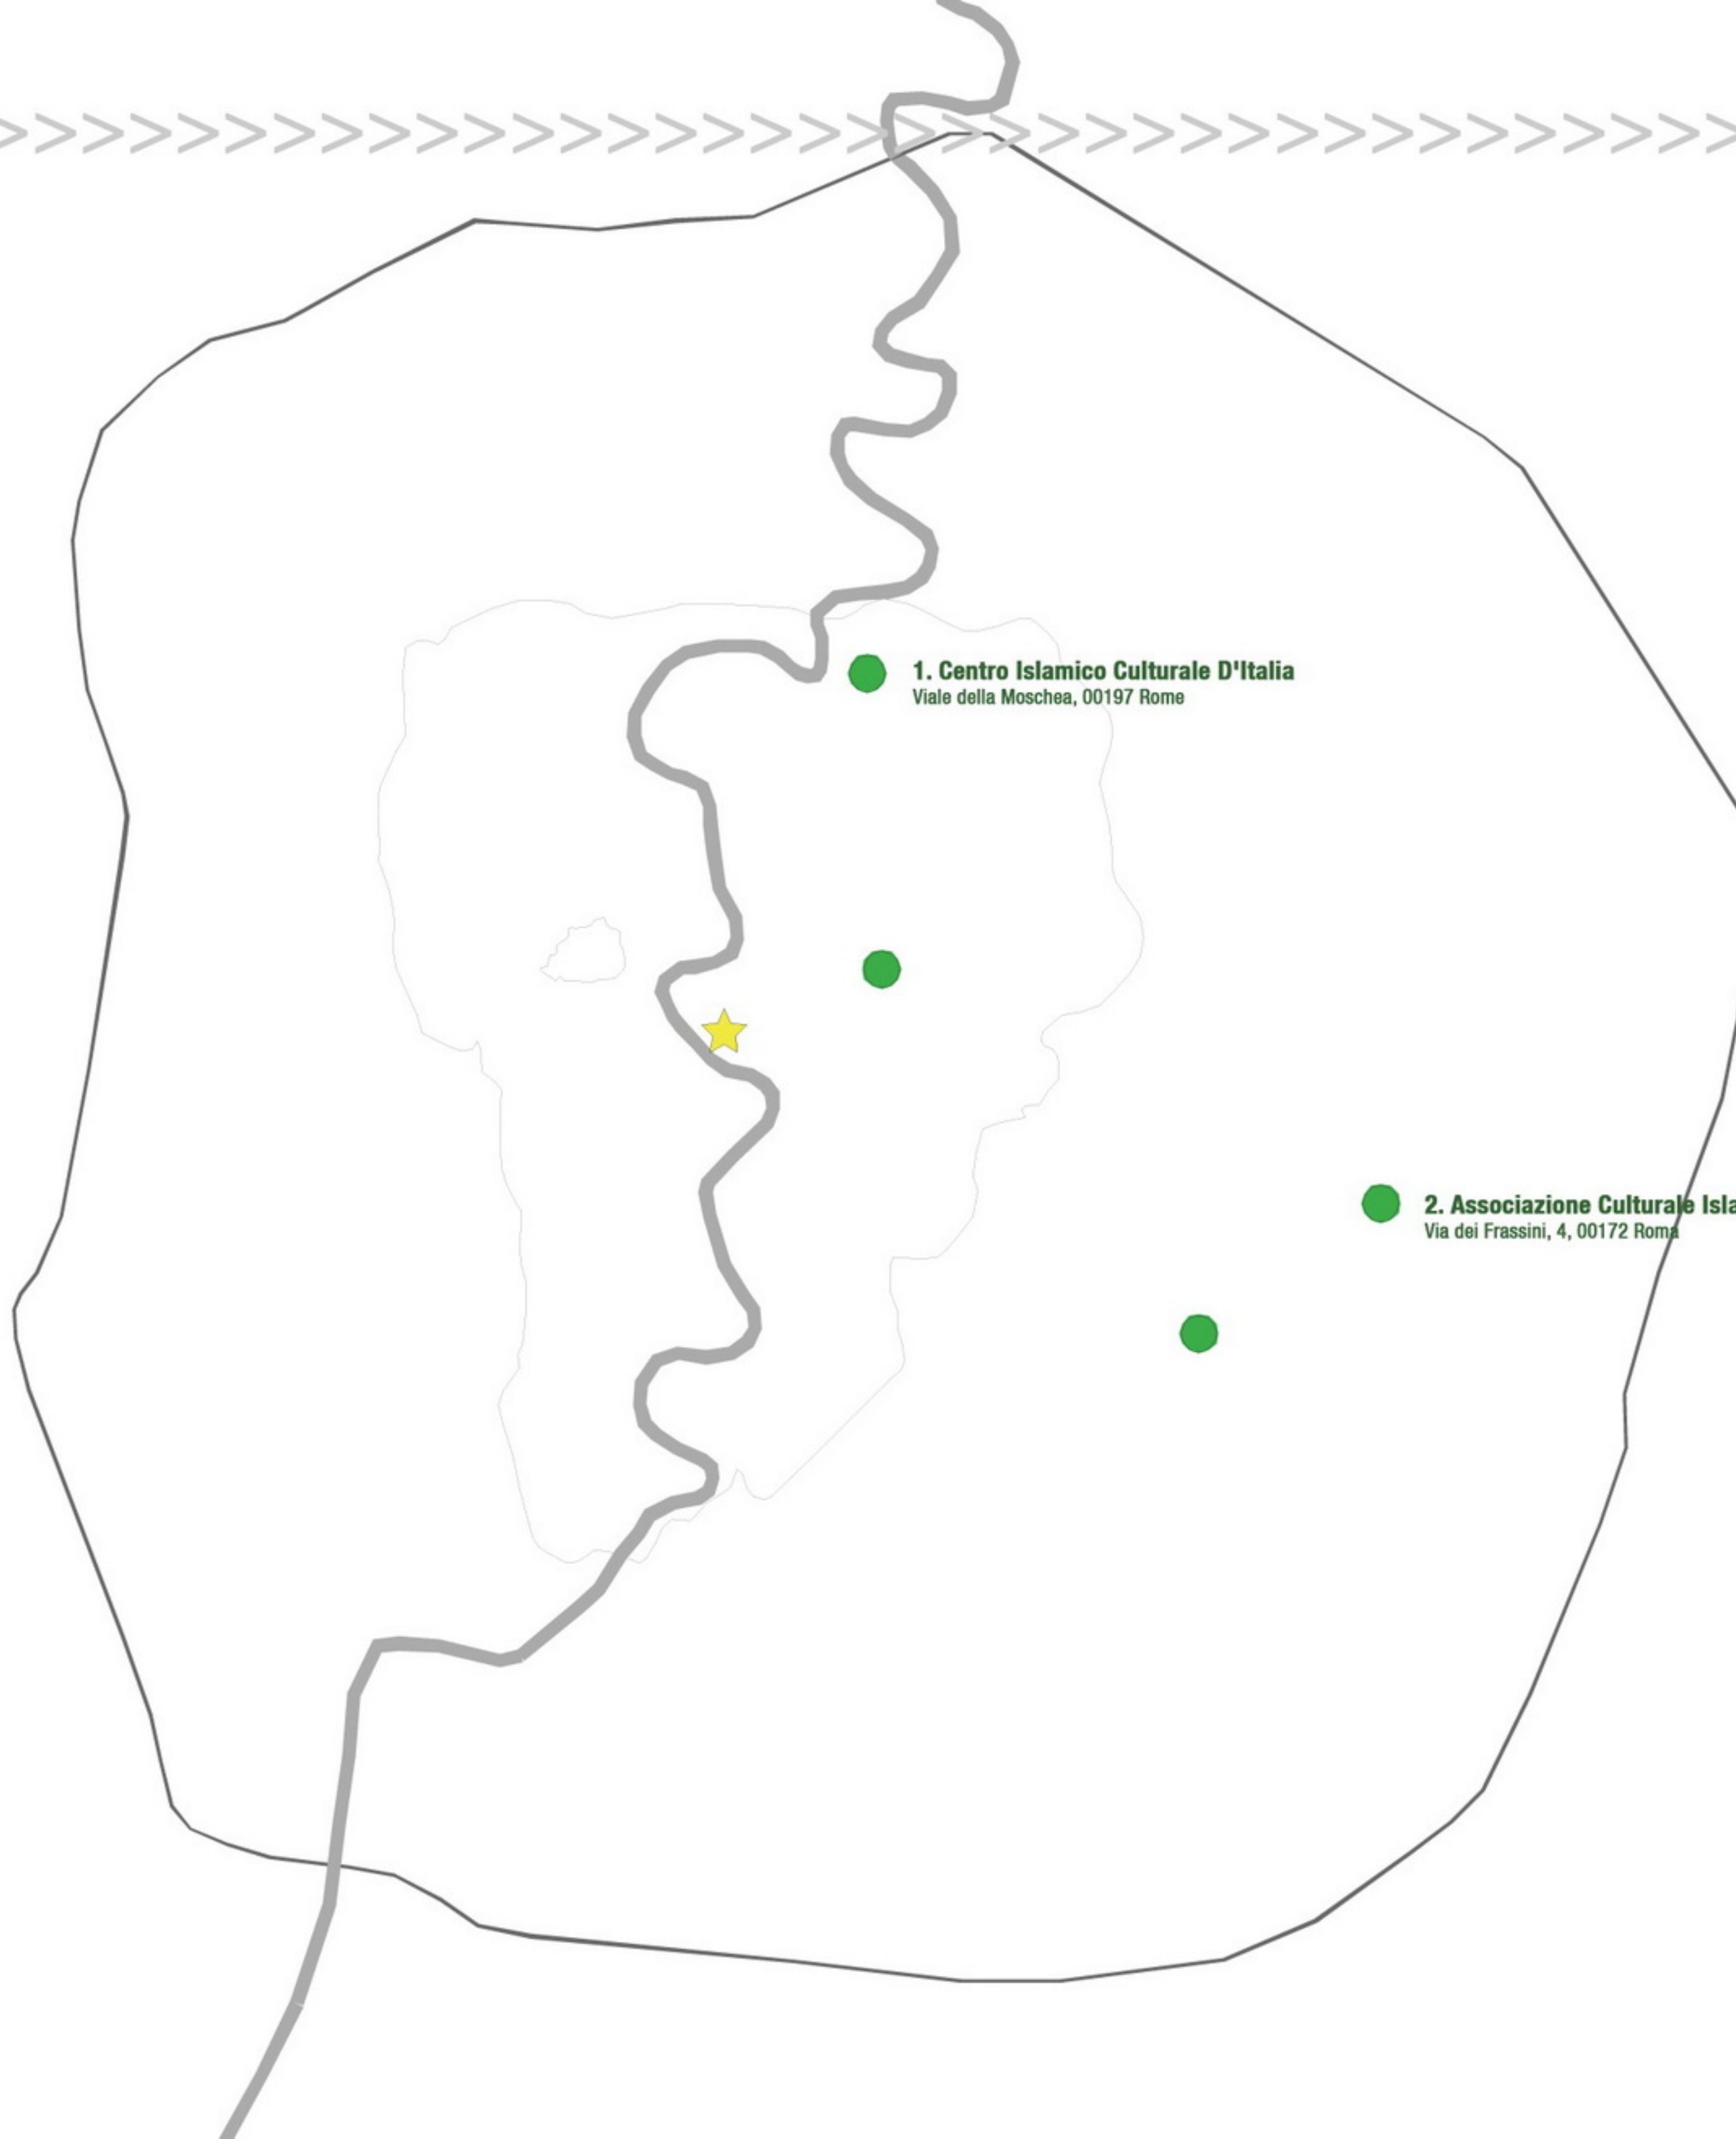 1. Centro Islamico Culturale D'Italia
Viale della Moschea, 00197 Rome
2. Associazione Culturale Isla
Via dei Frassini, 4, 00172 Roma